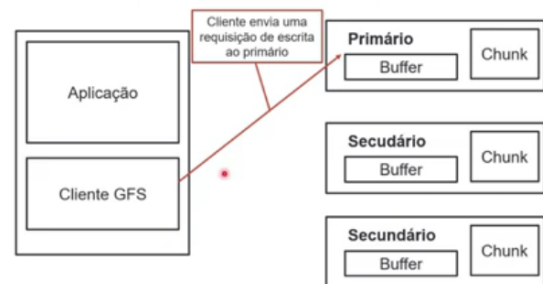 Cliente envia uma
requisição de escrita
ao primário
Aplicação
Cliente GFS
Primário
Buffer
Chunk
Secudário
Buffer
Chunk
Secundário
Buffer
Chunk